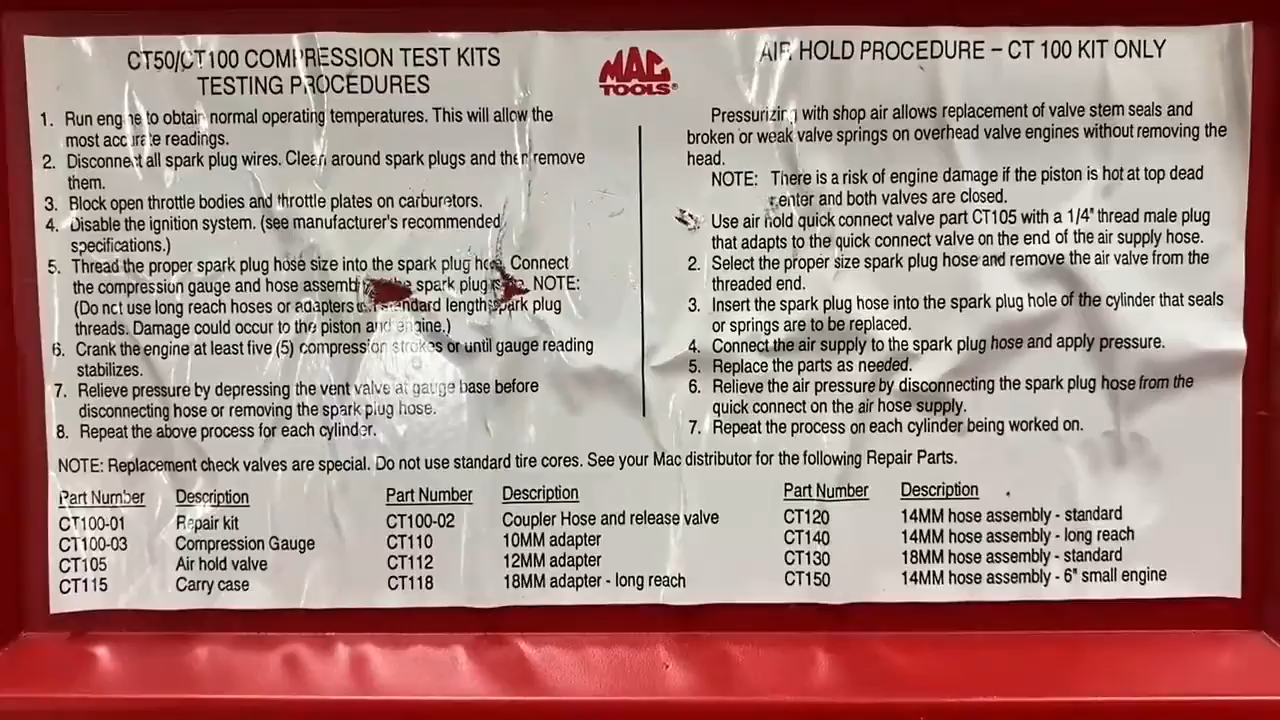 CT50/CT100 COMPRESSION TEST KITS
TESTING PROCEDURES
1. Run engine to obtain normal operating temperatures. This will allow the
most accurate readings.
2. Disconnect all spark plug wires. Clean around spark plugs and then remove
them.
3. Block open throttle bodies and throttle plates on carburetors.
4. Disable the ignition system. (see manufacturer's recommended
specifications.)
5. Thread the proper spark plug hose size into the spark plug Connect
the compression gauge and hose spark plug NOTE:
(Do not use long reach hoses or adapters standard length spark plug
threads. Damage could occur to the piston and engine.)
6. Crank the engine at least five (5) compression strokes or until gauge reading
stabilizes.
7. Relieve pressure by depressing the vent valve at gauge base before
disconnecting hose or removing the spark plug hose.
8. Repeat the above process for each cylinder.
MAC
TOOLS®
AIR HOLD PROCEDURE – CT 100 KIT ONLY
Pressurizing with shop air allows replacement of valve stem seals and
broken or weak valve springs on overhead valve engines without removing the
head.
NOTE: There is a risk of engine damage if the piston is hot at top dead
center and both valves are closed.
Use air hold quick connect valve part CT105 with a 1/4" thread male plug
that adapts to the quick connect valve on the end of the air supply hose.
2. Select the proper size spark plug hose and remove the air valve from the
threaded end.
3. Insert the spark plug hose into the spark plug hole of the cylinder that seals
or springs are to be replaced.
4. Connect the air supply to the spark plug hose and apply pressure.
5. Replace the parts as needed.
6. Relieve the air pressure by disconnecting the spark plug hose from the
quick connect on the air hose supply.
7. Repeat the process on each cylinder being worked on.
NOTE: Replacement check valves are special. Do not use standard tire cores. See your Mac distributor for the following Repair Parts.
Part Number Description Part Number Description Part Number Description
CT100-01 Repair kit CT100-02 Coupler Hose and release valve CT120 14MM hose assembly - standard
CT100-03 Compression Gauge CT110 10MM adapter CT140 14MM hose assembly - long reach
CT105 Air hold valve CT112 12MM adapter CT130 18MM hose assembly - standard
CT115 Carry case CT118 18MM adapter - long reach CT150 14MM hose assembly - 6" small engine